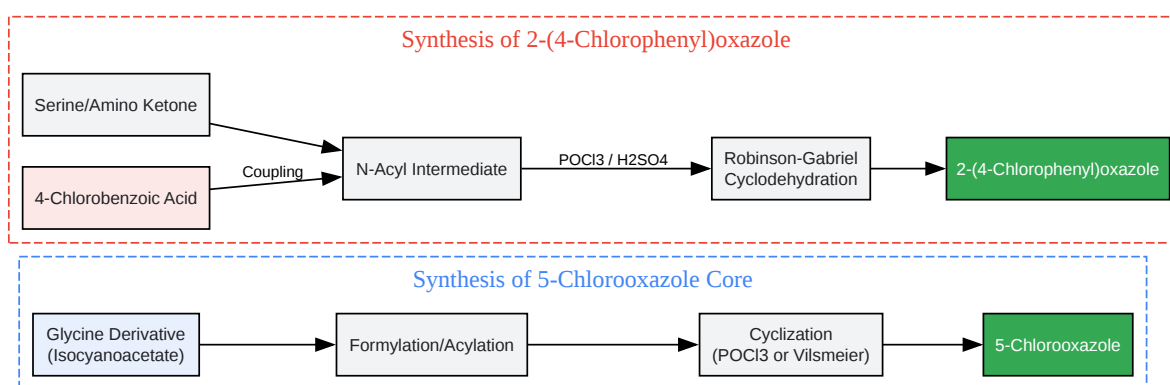 Synthesis of 2-(4-Chlorophenyl)oxazole
Serine/Amino Ketone
4-Chlorobenzoic Acid
Coupling
N-Acyl Intermediate
POCl3 / H2SO4
Robinson-Gabriel
Cyclodehydration
2-(4-Chlorophenyl)oxazole
Synthesis of 5-Chlorooxazole Core
Glycine Derivative
(Isocyanoacetate)
Formylation/Acylation
Cyclization
(POCl3 or Vilsmeier)
5-Chlorooxazole